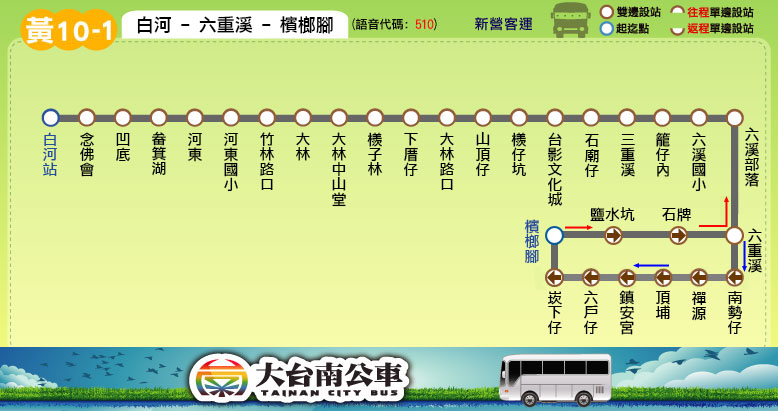 黃10-1
白河 - 六重溪 - 檳榔腳 (語音代碼: 510)
新營客運
雙邊設站
往程單邊設站
起迄點
返程單邊設站
白河站
念佛會
凹底
畚箕湖
河東
河東國小
竹林路口
大林
大林中山堂
檨子林
下厝仔
大林路口
山頂仔
檨仔坑
台影文化城
石廟仔
三重溪
籠仔內
六溪國小
六溪部落
檳榔腳
鹽水坑
石牌
六重溪
崁下仔
六戶仔
鎮安宮
頂埔
禪源
南勢仔
大台南公車
TAINAN CITY BUS